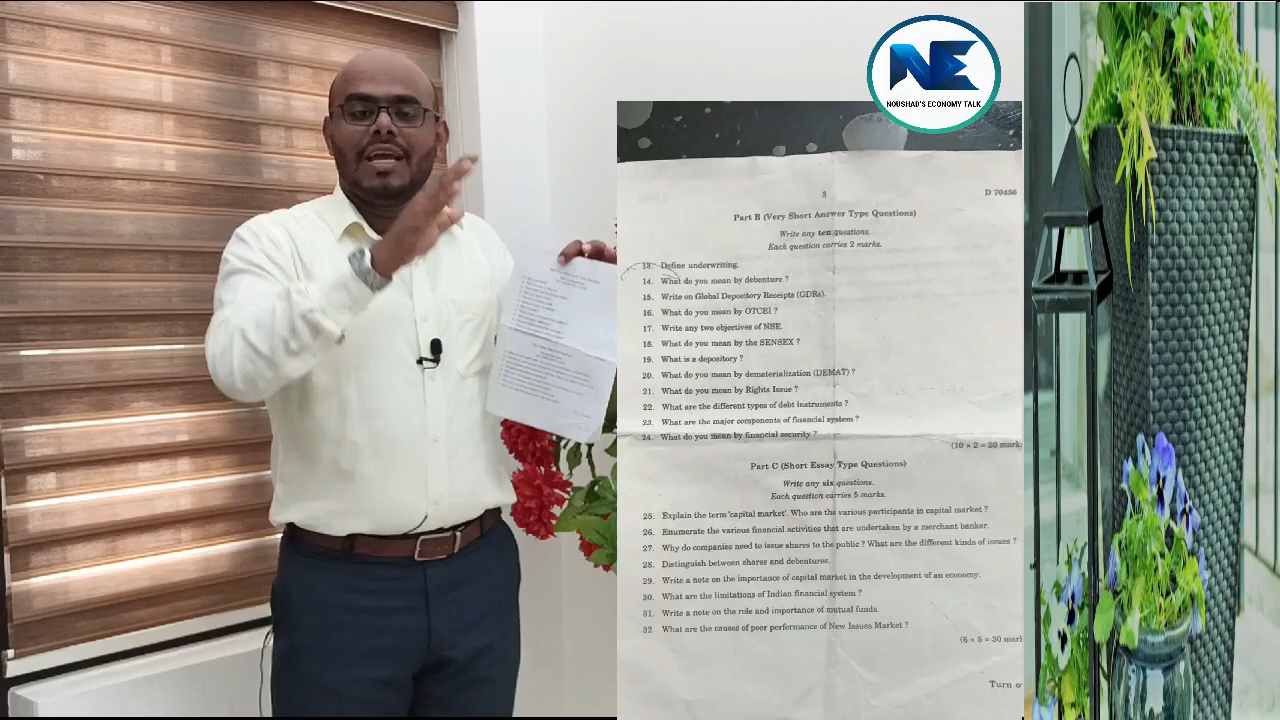 NE
NOUSHAD'S ECONOMY TALK
3
D 70456
Part B (Very Short Answer Type Questions)
Write any ten questions.
Each question carries 2 marks.
13. Define underwriting.
14. What do you mean by debenture ?
15. Write on Global Depository Receipts (GDRs).
16. What do you mean by OTCEI ?
17. Write any two objectives of NSE.
18. What do you mean by the SENSEX ?
19. What is a depository ?
20. What do you mean by dematerialization (DEMAT) ?
21. What do you mean by Rights Issue ?
22. What are the different types of debt instruments ?
23. What are the major components of financial system ?
24. What do you mean by financial security ?
(10 × 2 = 20 mark
Part C (Short Essay Type Questions)
Write any six questions.
Each question carries 5 marks.
25. Explain the term 'capital market'. Who are the various participants in capital market ?
26. Enumerate the various financial activities that are undertaken by a merchant banker.
27. Why do companies need to issue shares to the public ? What are the different kinds of issues ?
28. Distinguish between shares and debentures.
29. Write a note on the importance of capital market in the development of an economy.
30. What are the limitations of Indian financial system ?
31. Write a note on the role and importance of mutual funds.
32. What are the causes of poor performance of New Issues Market ?
(6 × 5 = 30 mark
Turn o